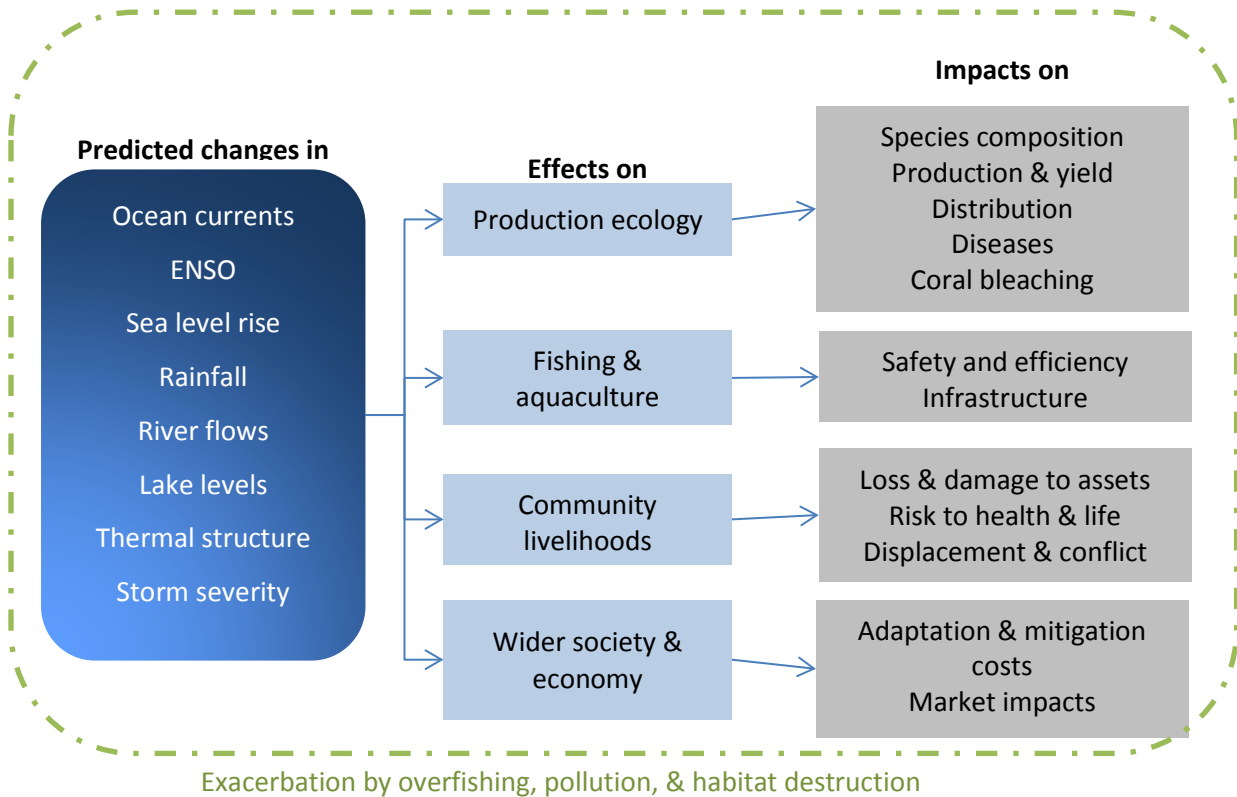 Predicted changes in
Ocean currents
ENSO
Sea level rise
Rainfall
River flows
Lake levels
Thermal structure
Storm severity
Effects on
Production ecology
Fishing &
aquaculture
Community
livelihoods
Wider society &
economy
Impacts on
Species composition
Production & yield
Distribution
Diseases
Coral bleaching
Safety and efficiency
Infrastructure
Loss & damage to assets
Risk to health & life
Displacement & conflict
Adaptation & mitigation
costs
Market impacts
Exacerbation by overfishing, pollution, & habitat destruction